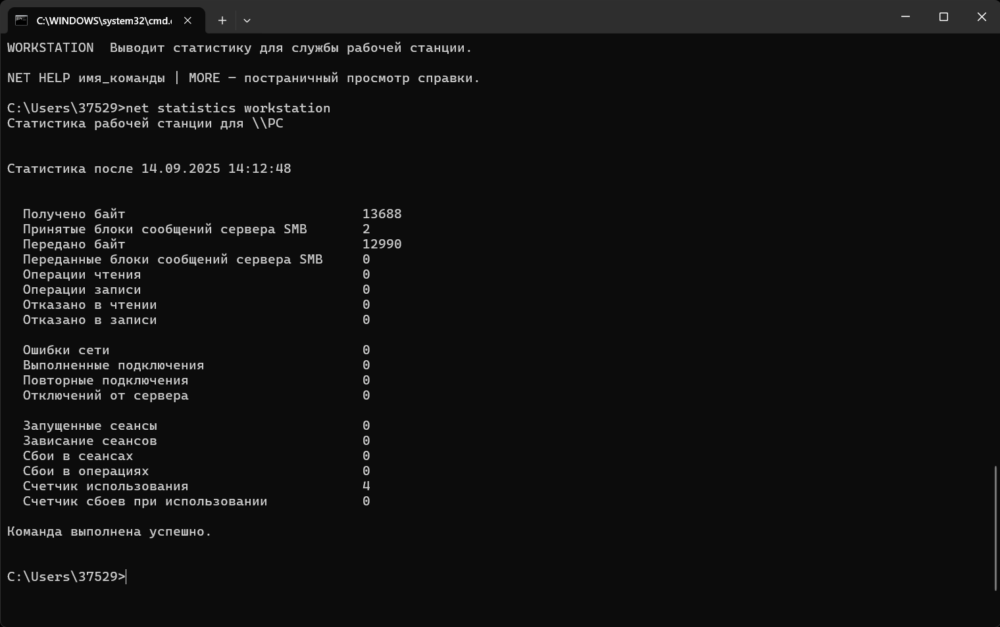 C:\WINDOWS\system32\cmd.
WORKSTATION  Выводит статистику для службы рабочей станции.
NET HELP имя_команды | MORE — постраничный просмотр справки.
C:\Users\37529>net statistics workstation
Статистика рабочей станции для \\PC
Статистика после 14.09.2025 14:12:48
Получено байт 13688
Принятые блоки сообщений сервера SMB 2
Передано байт 12990
Переданные блоки сообщений сервера SMB 0
Операции чтения 0
Операции записи 0
Отказано в чтении 0
Отказано в записи 0
Ошибки сети 0
Выполненные подключения 0
Повторные подключения 0
Отключений от сервера 0
Запущенные сеансы 0
Зависание сеансов 0
Сбои в сеансах 0
Сбои в операциях 0
Счетчик использования 4
Счетчик сбоев при использовании 0
Команда выполнена успешно.
C:\Users\37529>